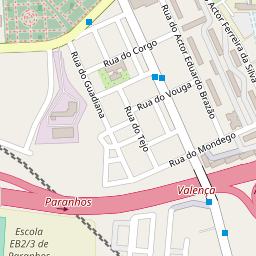 Rua do Corgo
Rua do Actor Eduardo Brazão
Actor Ferreira da Silva
Rua do Guadiana
Rua do Vouga
Rua do Tejo
Rua do Mondego
Paranhos
Valença
Escola
EB2/3 de
Paranhos